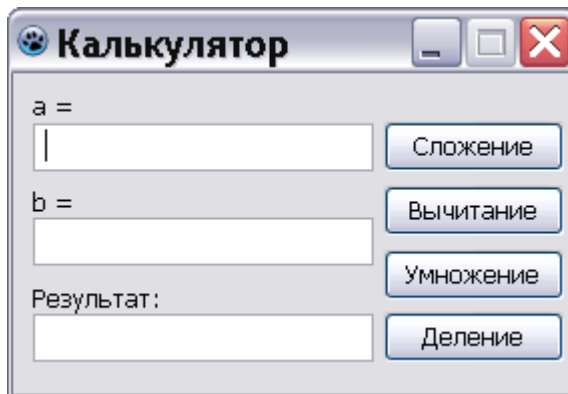 Калькулятор
a =
Сложение
b =
Вычитание
Умножение
Результат:
Деление